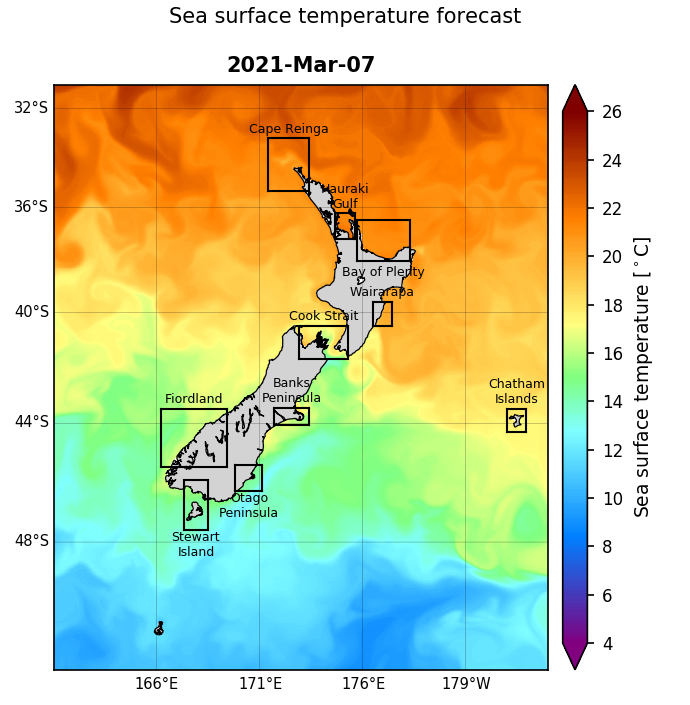 Sea surface temperature forecast
2021-Mar-07
32°S
36°S
40°S
44°S
48°S
166°E
171°E
176°E
179°W
Cape Reinga
Hauraki
Gulf
Bay of Plenty
Wairarapa
Cook Strait
Banks
Peninsula
Fiordland
Chatham
Islands
Otago
Peninsula
Stewart
Island
26
24
22
20
18
16
14
12
10
8
6
4
Sea surface temperature [°C]